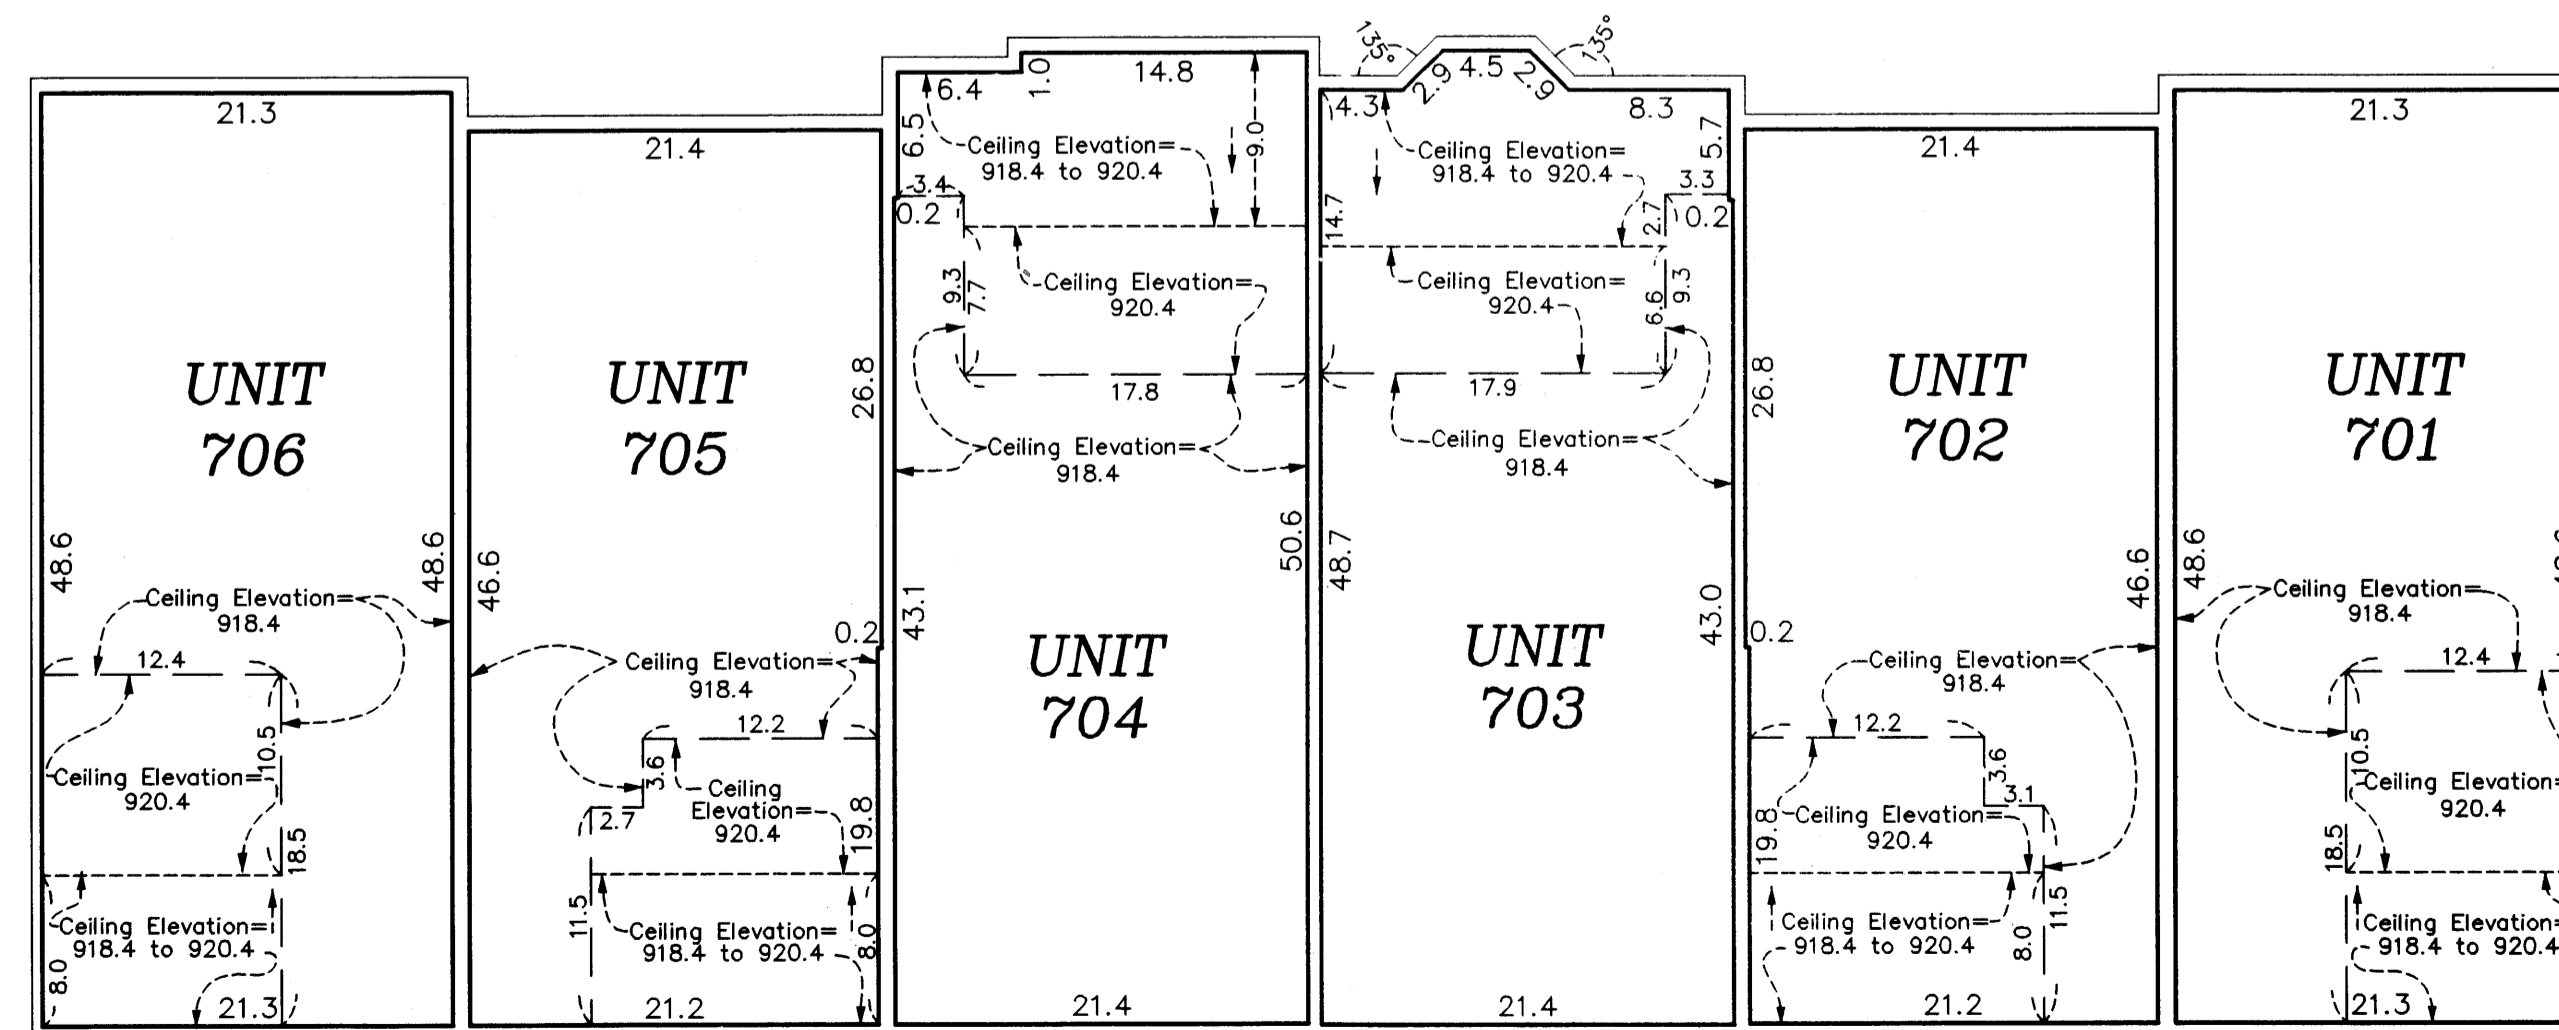 21.3
UNIT
706
48.6
48.6
Ceiling Elevation=
918.4
12.4
10.5
Ceiling Elevation=
920.4
18.5
Ceiling Elevation=
918.4 to 920.4
8.0
21.3
21.4
UNIT
705
26.8
46.6
0.2
Ceiling Elevation=
918.4
12.2
3.6
Ceiling
Elevation=
920.4
2.7
19.8
11.5
Ceiling Elevation=
918.4 to 920.4
8.0
21.2
1.0
14.8
6.4
6.5
9.0
Ceiling Elevation=
918.4 to 920.4
3.4
0.2
9.3
7.7
Ceiling Elevation=
920.4
17.8
Ceiling Elevation=
918.4
50.6
43.1
UNIT
704
21.4
135°
135°
2.9
4.5
2.9
4.3
8.3
5.7
Ceiling Elevation=
918.4 to 920.4
3.3
0.2
14.7
2.7
Ceiling Elevation=
920.4
6.6
9.3
17.9
Ceiling Elevation=
918.4
48.7
43.0
UNIT
703
21.4
21.4
UNIT
702
26.8
46.6
0.2
Ceiling Elevation=
918.4
12.2
3.6
3.1
Ceiling Elevation=
920.4
19.8
11.5
Ceiling Elevation=
918.4 to 920.4
8.0
21.2
21.3
UNIT
701
48.6
Ceiling Elevation=
918.4
12.4
10.5
Ceiling Elevation=
920.4
18.5
Ceiling Elevation=
918.4 to 920.4
21.3